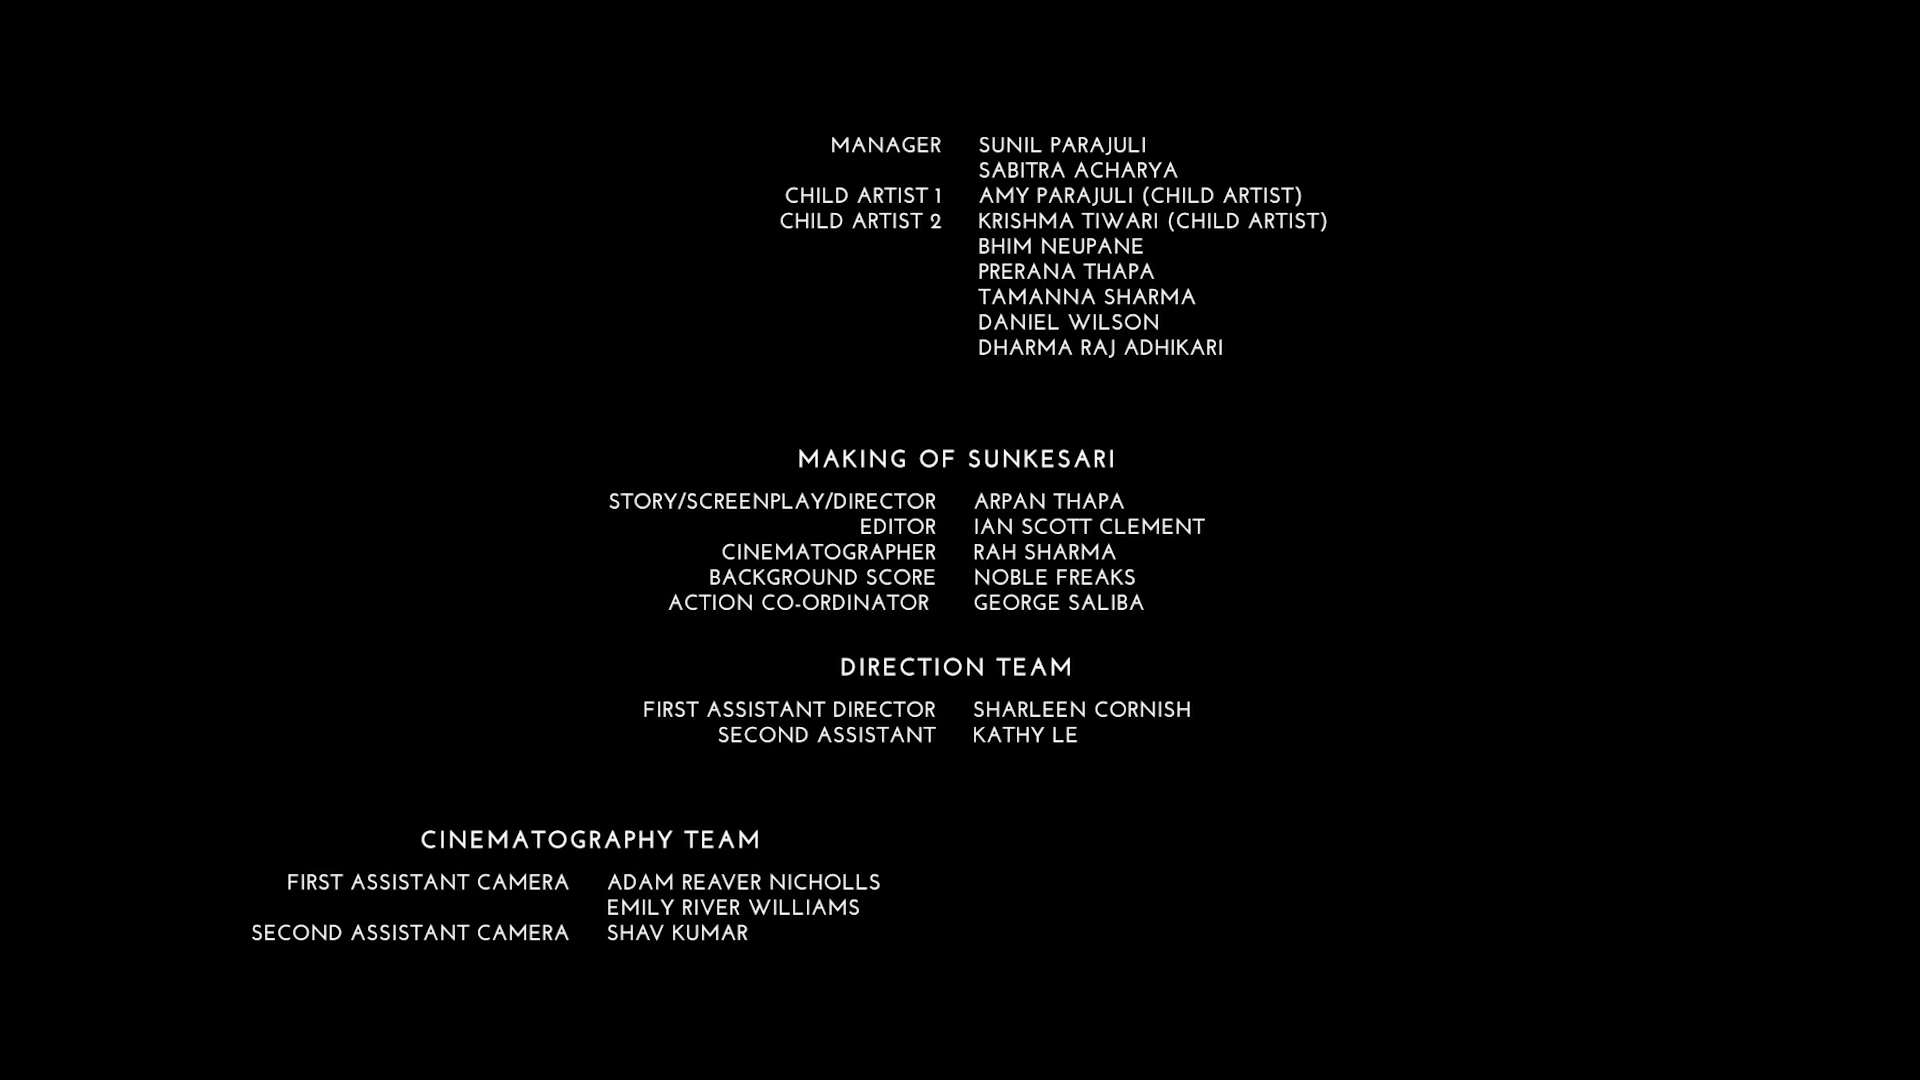 MANAGER SUNIL PARAJULI
SABITRA ACHARYA
CHILD ARTIST 1 AMY PARAJULI (CHILD ARTIST)
CHILD ARTIST 2 KRISHMA TIWARI (CHILD ARTIST)
BHIM NEUPANE
PRERANA THAPA
TAMANNA SHARMA
DANIEL WILSON
DHARMA RAJ ADHIKARI
MAKING OF SUNKESARI
STORY/SCREENPLAY/DIRECTOR ARPAN THAPA
EDITOR IAN SCOTT CLEMENT
CINEMATOGRAPHER RAH SHARMA
BACKGROUND SCORE NOBLE FREAKS
ACTION CO-ORDINATOR GEORGE SALIBA
DIRECTION TEAM
FIRST ASSISTANT DIRECTOR SHARLEEN CORNISH
SECOND ASSISTANT KATHY LE
CINEMATOGRAPHY TEAM
FIRST ASSISTANT CAMERA ADAM REAVER NICHOLLS
EMILY RIVER WILLIAMS
SECOND ASSISTANT CAMERA SHAV KUMAR